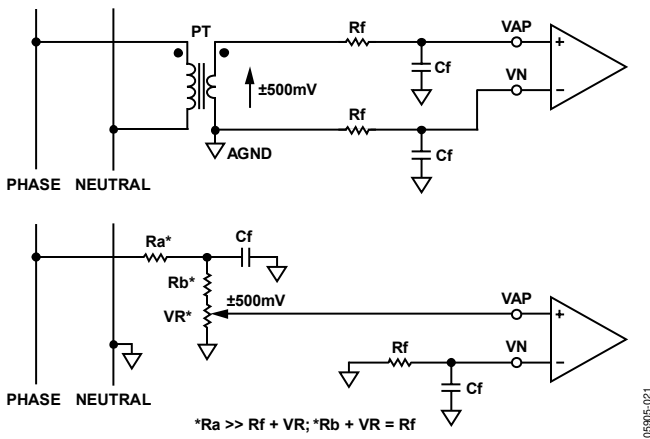 PT
Rf
VAP
Cf
+
±500mV
VN
−
Rf
AGND
Cf
PHASE NEUTRAL
Ra*
Cf
Rb*
±500mV
VR*
VAP
+
Rf
VN
−
Cf
PHASE NEUTRAL
*Ra >> Rf + VR; *Rb + VR = Rf
05905-021